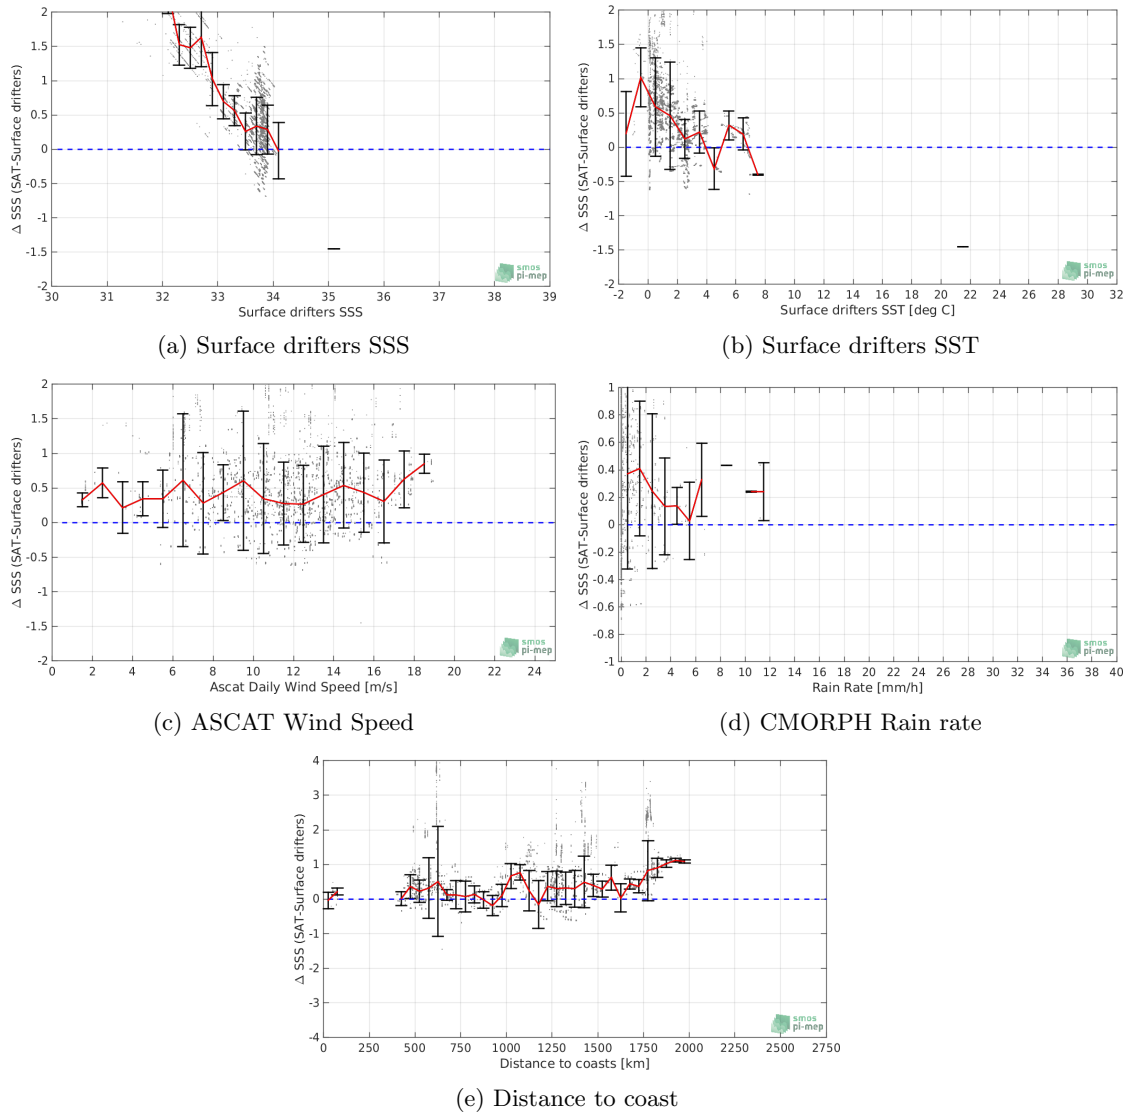 2
1.5
1
0.5
0
-0.5
-1
-1.5
2
30 31 32 33 34 35 36 37 38 39
Δ SSS (SAT-Surface drifters)
Surface drifters SSS
smos
pi-mep
(a) Surface drifters SSS
2
1.5
1
0.5
0
-0.5
-1
-1.5
2
-2 0 2 4 6 8 10 12 14 16 18 20 22 24 26 28 30 32
Δ SSS (SAT-Surface drifters)
Surface drifters SST [deg C]
smos
pi-mep
(b) Surface drifters SST
2
1.5
1
0.5
0
0.5
1
-1.5
-2
0 2 4 6 8 10 12 14 16 18 20 22 24
Δ SSS (SAT-Surface drifters)
Ascat Daily Wind Speed [m/s]
smos
pi-mep
(c) ASCAT Wind Speed
1
0.8
0.6
0.4
0.2
0
-0.2
-0.4
-0.6
-0.8
-1
0 2 4 6 8 10 12 14 16 18 20 22 24 26 28 30 32 34 36 38 40
Δ SSS (SAT-Surface drifters)
Rain Rate [mm/h]
smos
pi-mep
(d) CMORPH Rain rate
4
3
2
1
0
-1
-2
-3
-4
0 250 500 750 1000 1250 1500 1750 2000 2250 2500 2750
Δ SSS (SAT-Surface drifters)
Distance to coasts [km]
smos
pi-mep
(e) Distance to coast